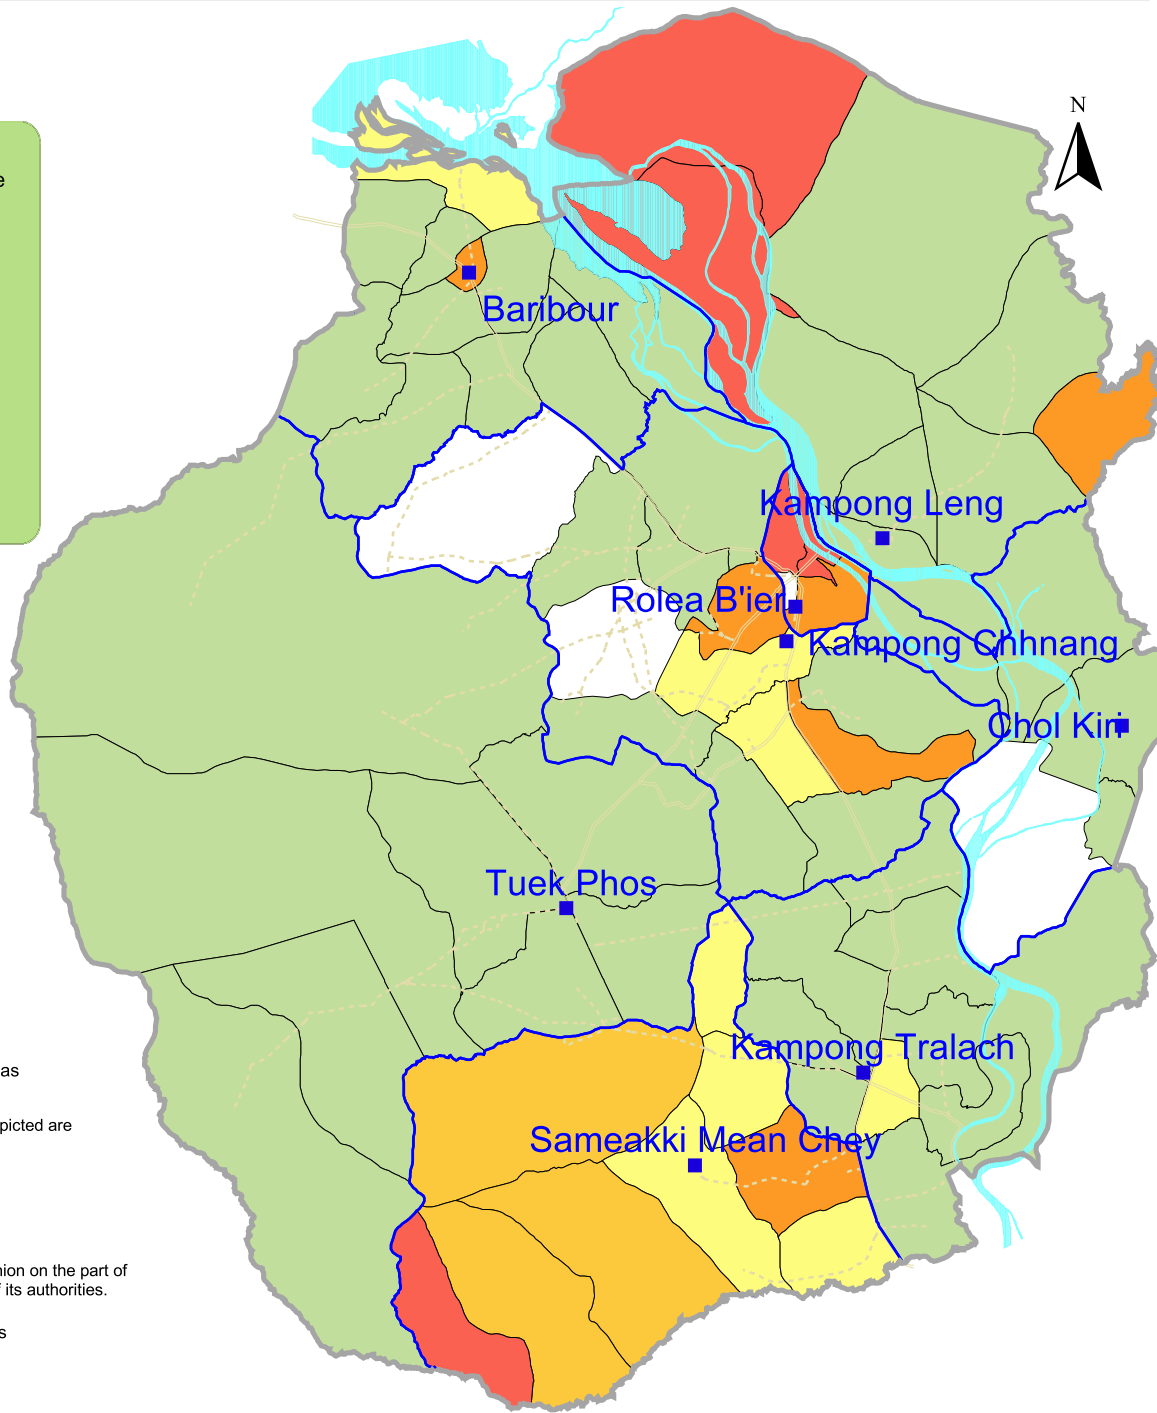 e
N
Baribour
Kampong Leng
Rolea B'ier
Kampong Chhnang
Chol Kiri
Tuek Phos
Kampong Tralach
as
picted are
Sameakki Mean Chey
nion on the part of
its authorities.
s